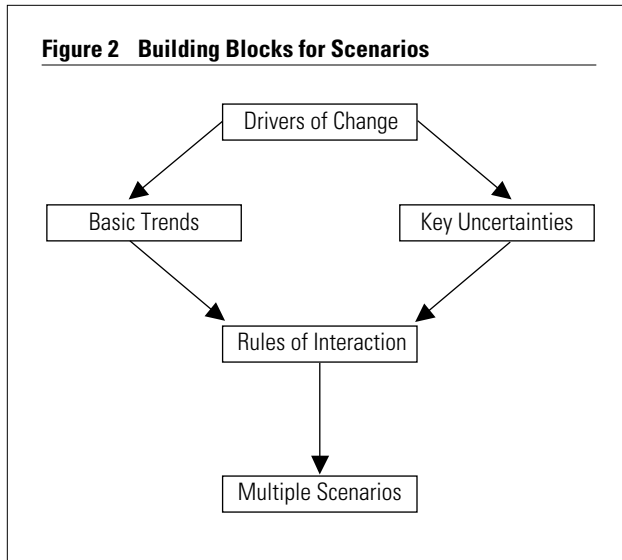 Figure 2 Building Blocks for Scenarios
Drivers of Change
Basic Trends
Key Uncertainties
Rules of Interaction
Multiple Scenarios